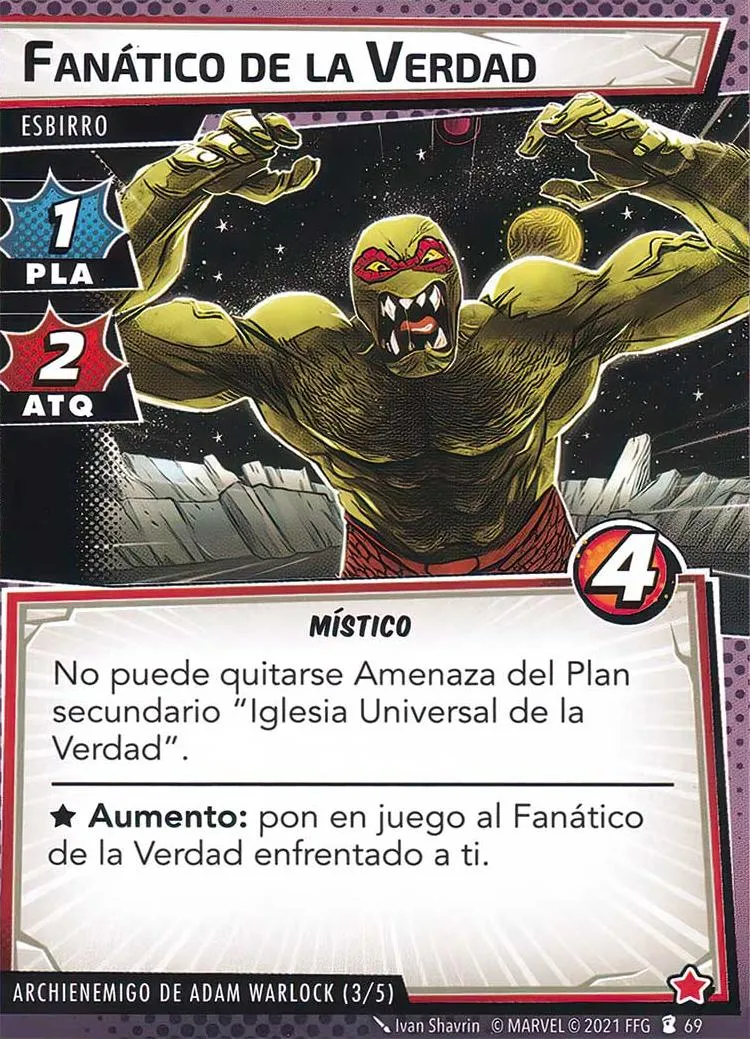 FANÁTICO DE LA VERDAD
ESBIRRO
1
PLA
2
ATQ
4
MÍSTICO
No puede quitarse Amenaza del Plan
secundario “Iglesia Universal de la
Verdad”.
★ Aumento: pon en juego al Fanático
de la Verdad enfrentado a ti.
ARCHIENEMIGO DE ADAM WARLOCK (3/5)
Ivan Shavrin © MARVEL © 2021 FFG 69